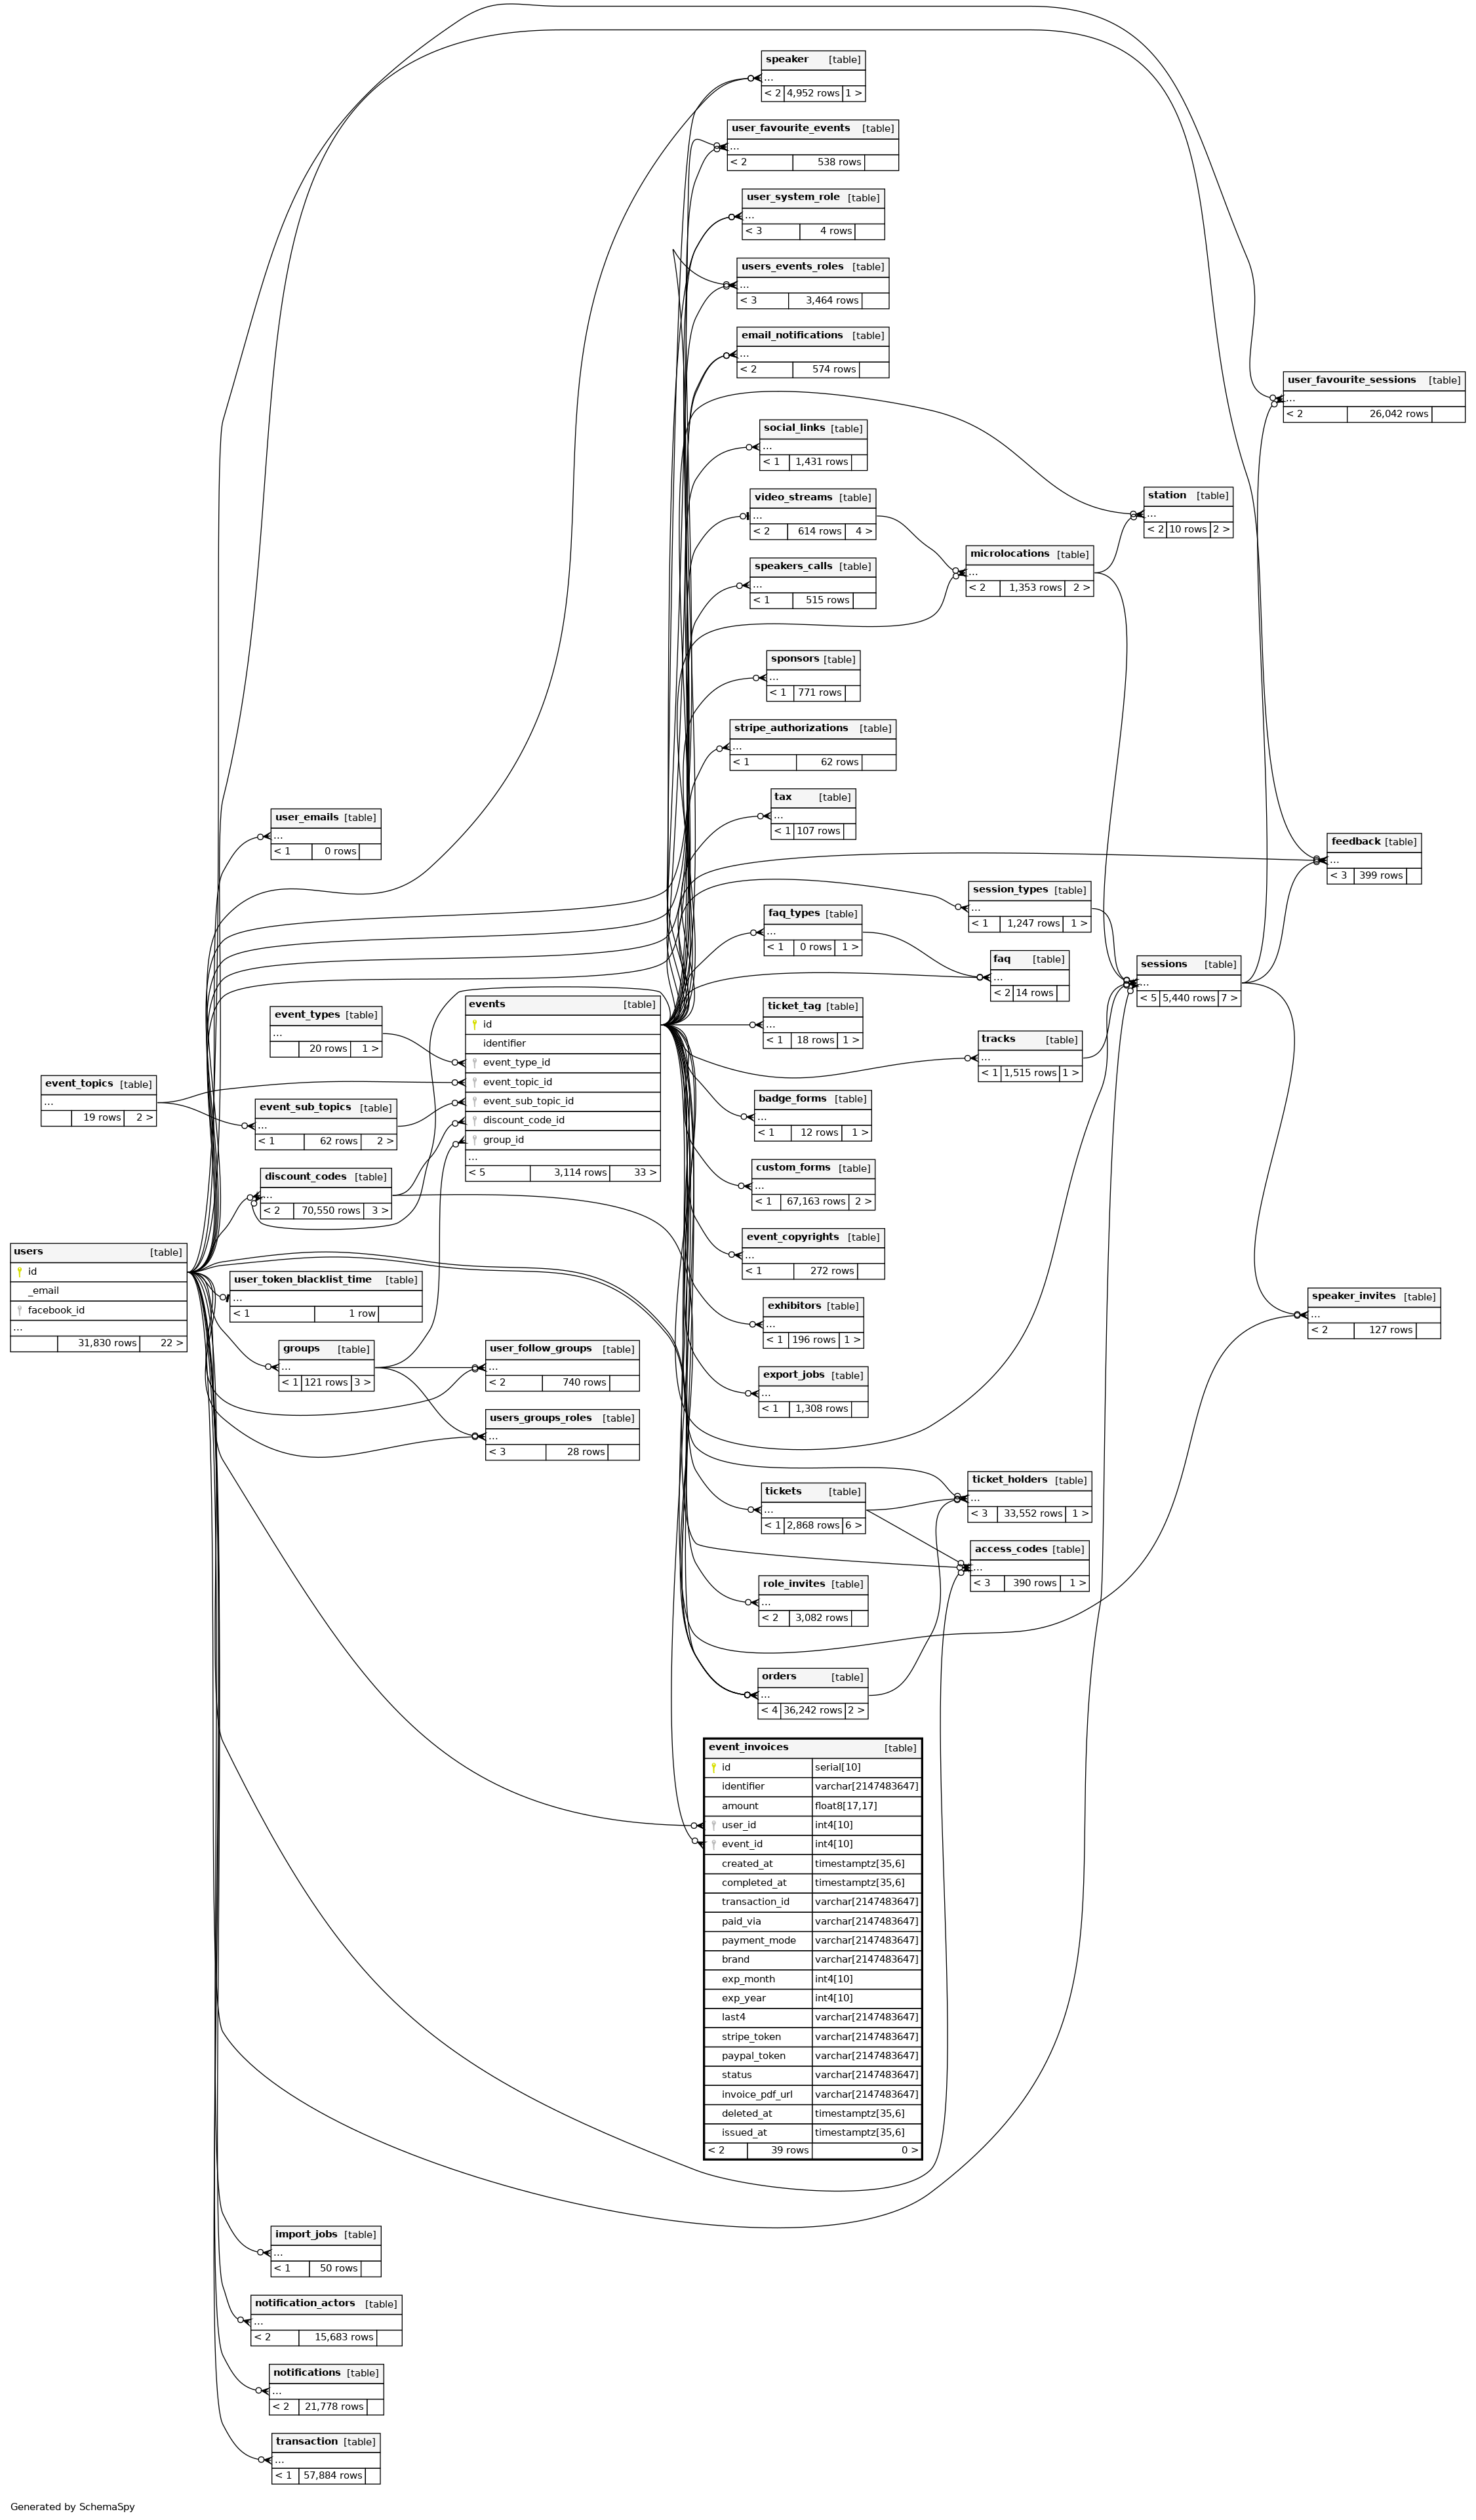 speaker [table]
...
< 2 4,952 rows 1 >
user_favourite_events [table]
...
< 2 538 rows
user_system_role [table]
...
< 3 4 rows
users_events_roles [table]
...
< 3 3,464 rows
email_notifications [table]
...
< 2 574 rows
user_favourite_sessions [table]
...
< 2 26,042 rows
social_links [table]
...
< 1 1,431 rows
video_streams [table]
...
< 2 614 rows 4 >
station [table]
...
< 2 10 rows 2 >
microlocations [table]
...
< 2 1,353 rows 2 >
speakers_calls [table]
...
< 1 515 rows
sponsors [table]
...
< 1 771 rows
stripe_authorizations [table]
...
< 1 62 rows
tax [table]
...
< 1 107 rows
user_emails [table]
...
< 1 0 rows
feedback [table]
...
< 3 399 rows
session_types [table]
...
< 1 1,247 rows 1 >
faq_types [table]
...
< 1 0 rows 1 >
faq [table]
...
< 2 14 rows
sessions [table]
...
< 5 5,440 rows 7 >
ticket_tag [table]
...
< 1 18 rows 1 >
tracks [table]
...
< 1 1,515 rows 1 >
events [table]
id
identifier
event_type_id
event_topic_id
event_sub_topic_id
discount_code_id
group_id
...
< 5 3,114 rows 33 >
event_types [table]
...
20 rows 1 >
event_topics [table]
...
19 rows 2 >
event_sub_topics [table]
...
< 1 62 rows 2 >
discount_codes [table]
...
< 2 70,550 rows 3 >
badge_forms [table]
...
< 1 12 rows 1 >
custom_forms [table]
...
< 1 67,163 rows 2 >
event_copyrights [table]
...
< 1 272 rows
users [table]
id
_email
facebook_id
...
31,830 rows 22 >
user_token_blacklist_time [table]
...
< 1 1 row
exhibitors [table]
...
< 1 196 rows 1 >
speaker_invites [table]
...
< 2 127 rows
groups [table]
...
< 1 121 rows 3 >
user_follow_groups [table]
...
< 2 740 rows
export_jobs [table]
...
< 1 1,308 rows
users_groups_roles [table]
...
< 3 28 rows
tickets [table]
...
< 1 2,868 rows 6 >
ticket_holders [table]
...
< 3 33,552 rows 1 >
access_codes [table]
...
< 3 390 rows 1 >
role_invites [table]
...
< 2 3,082 rows
orders [table]
...
< 4 36,242 rows 2 >
event_invoices [table]
id serial[10]
identifier varchar[2147483647]
amount float8[17,17]
user_id int4[10]
event_id int4[10]
created_at timestamptz[35,6]
completed_at timestamptz[35,6]
transaction_id varchar[2147483647]
paid_via varchar[2147483647]
payment_mode varchar[2147483647]
brand varchar[2147483647]
exp_month int4[10]
exp_year int4[10]
last4 varchar[2147483647]
stripe_token varchar[2147483647]
paypal_token varchar[2147483647]
status varchar[2147483647]
invoice_pdf_url varchar[2147483647]
deleted_at timestamptz[35,6]
issued_at timestamptz[35,6]
< 2 39 rows 0 >
import_jobs [table]
...
< 1 50 rows
notification_actors [table]
...
< 2 15,683 rows
notifications [table]
...
< 2 21,778 rows
transaction [table]
...
< 1 57,884 rows
Generated by SchemaSpy